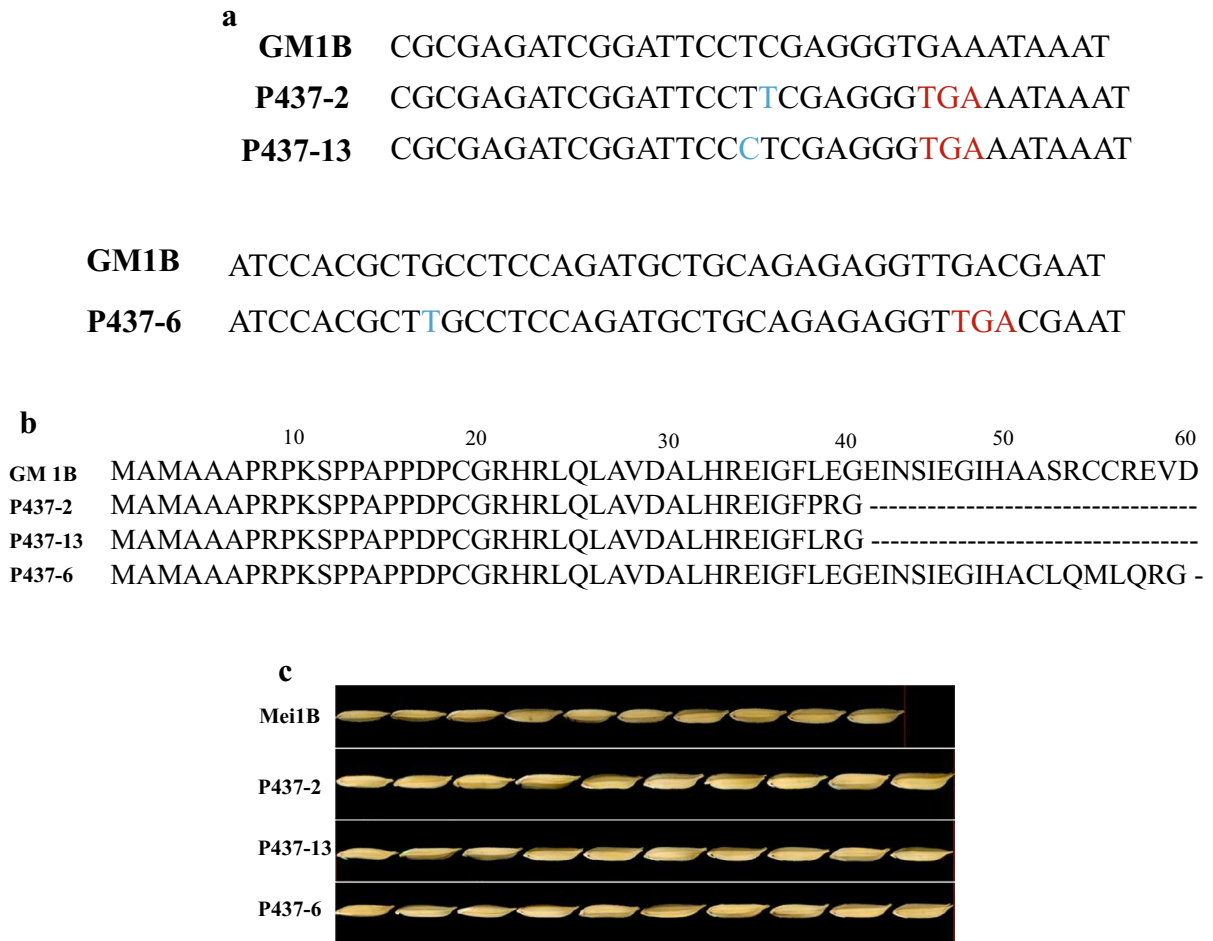 a
GM1B CGCGAGATCGGATTCCTCGAGGGTGAAATAAAT
P437-2 CGCGAGATCGGATTCCTTCGAGGGTGAAATAAAT
P437-13 CGCGAGATCGGATTCCCTCGAGGGTGAAATAAAT
GM1B ATCCACGCTGCCTCCAGATGCTGCAGAGAGGTTGACGAAT
P437-6 ATCCACGCTTGCCTCCAGATGCTGCAGAGAGGTTGACGAAT
b
10 20 30 40 50 60
GM 1B MAMAAAPRPKSPPAPPDPCGRHRLQLAVDALHREIGFLEGEINSIEGIHAASRCCREVD
P437-2 MAMAAAPRPKSPPAPPDPCGRHRLQLAVDALHREIGFPRG ----------------------------------
P437-13 MAMAAAPRPKSPPAPPDPCGRHRLQLAVDALHREIGFLRG ----------------------------------
P437-6 MAMAAAPRPKSPPAPPDPCGRHRLQLAVDALHREIGFLEGEINSIEGIHACLQMLQRG -
c
Mei1B
P437-2
P437-13
P437-6